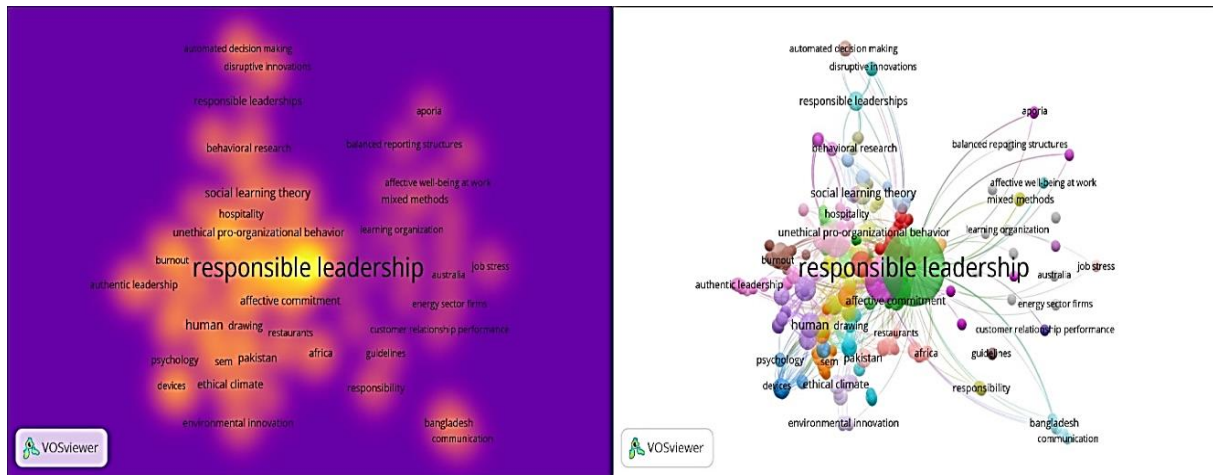 automated decision making
disruptive innovations
responsible leaderships
aporia
behavioral research
balanced reporting structures
affective well-being at work
social learning theory
mixed methods
hospitality
unethical pro-organizational behavior
learning organization
burnout
responsible leadership
job stress
authentic leadership
australia
affective commitment
energy sector firms
human
drawing
restaurants
customer relationship performance
psychology
sem
pakistan
africa
guidelines
devices
ethical climate
responsibility
environmental innovation
bangladesh
communication
VOSviewer
automated decision making
disruptive innovations
responsible leaderships
aporia
behavioral research
balanced reporting structures
affective well-being at work
social learning theory
mixed methods
hospitality
unethical pro-organizational behavior
learning organization
burnout
responsible leadership
job stress
authentic leadership
australia
affective commitment
energy sector firms
human
drawing
restaurants
customer relationship performance
psychology
sem
pakistan
africa
guidelines
devices
ethical climate
responsibility
environmental innovation
bangladesh
communication
VOSviewer